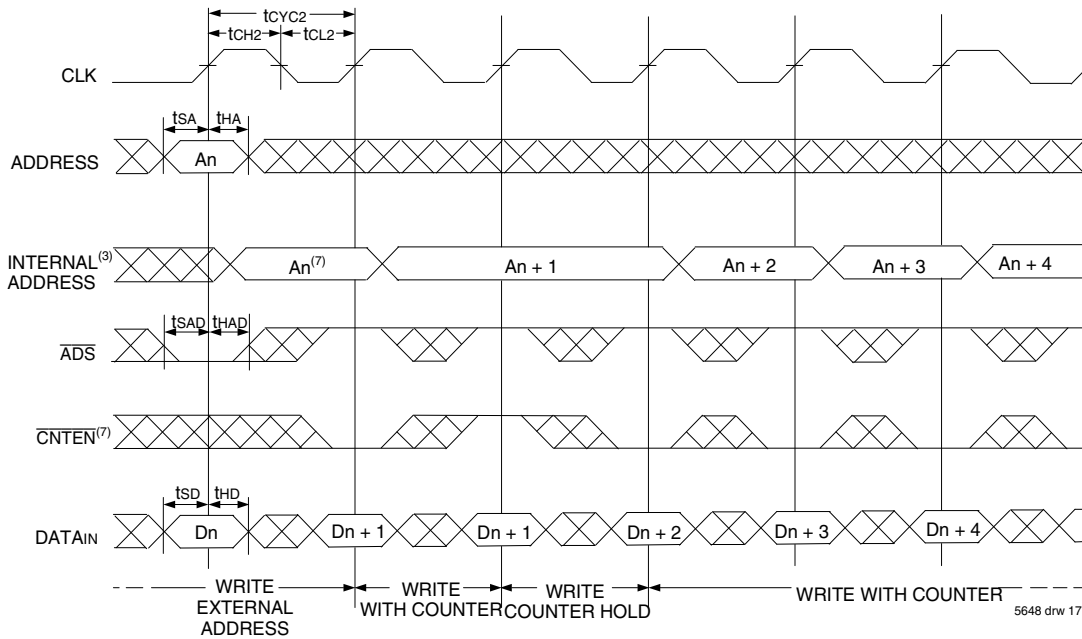 tCYC2
tCH2 tCL2
CLK
tSA tHA
ADDRESS An
INTERNAL(3)
ADDRESS
An(7) An + 1 An + 2 An + 3 An + 4
tSAD tHAD
ADS
CNTEN(7)
tSD tHD
DATAIN Dn Dn + 1 Dn + 1 Dn + 2 Dn + 3 Dn + 4
WRITE
EXTERNAL
ADDRESS
WRITE
WITH COUNTER
WRITE
COUNTER HOLD
WRITE WITH COUNTER
5648 drw 17